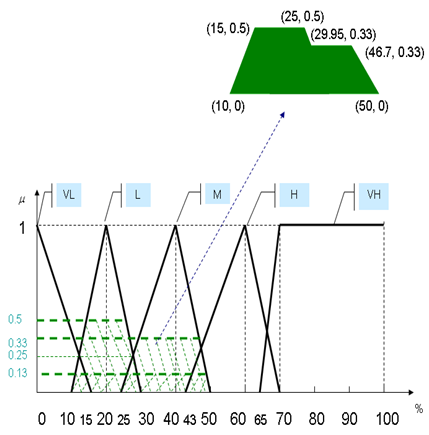 (25, 0.5)
(15, 0.5)
(29.95, 0.33)
(46.7, 0.33)
(10, 0)
(50, 0)
VL
L
M
H
VH
μ
1
0.5
0.33
0.25
0.13
0 10 15 20 25 30 40 43 50 60 65 70 80 90 100 %